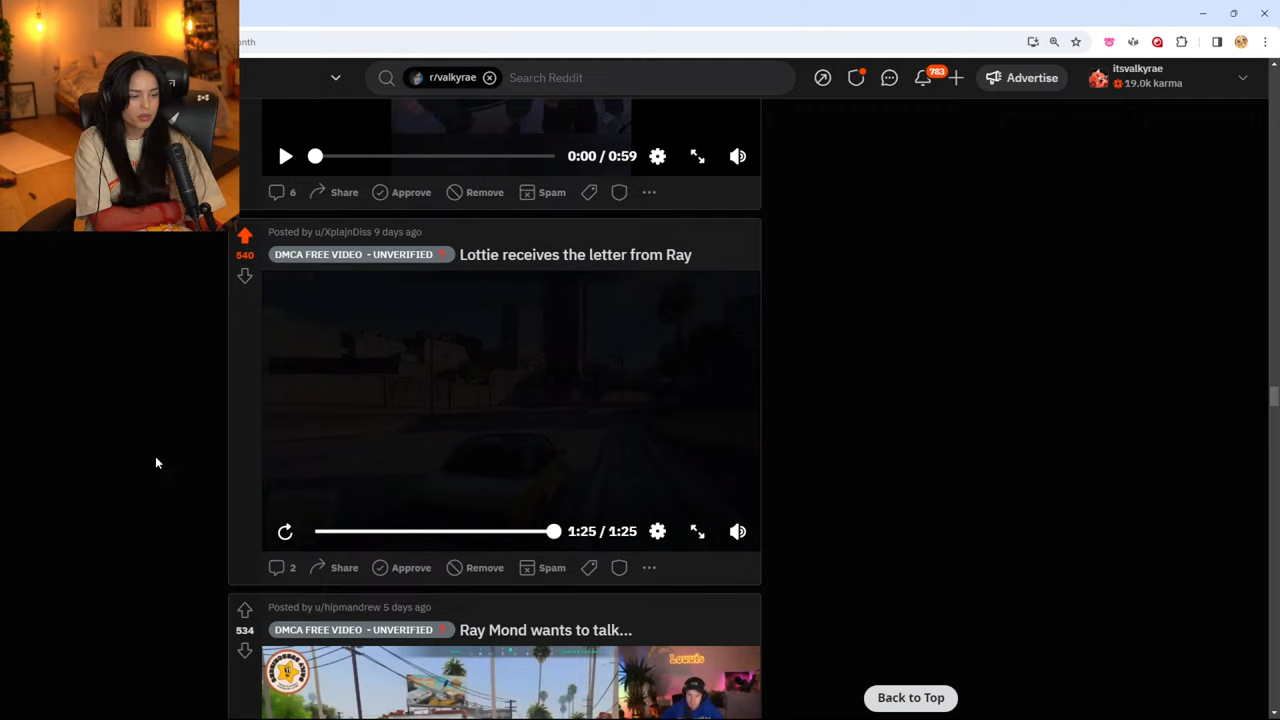 onth
r/valkyrae
Search Reddit
783
Advertise
itsvalkyrae
19.0k karma
0:00 / 0:59
6 Share Approve Remove Spam
Posted by u/XplajnDiss 9 days ago
540
DMCA FREE VIDEO - UNVERIFIED❓ Lottie receives the letter from Ray
1:25 / 1:25
2 Share Approve Remove Spam
Posted by u/hipmandrew 5 days ago
534
DMCA FREE VIDEO - UNVERIFIED❓ Ray Mond wants to talk...
Back to Top